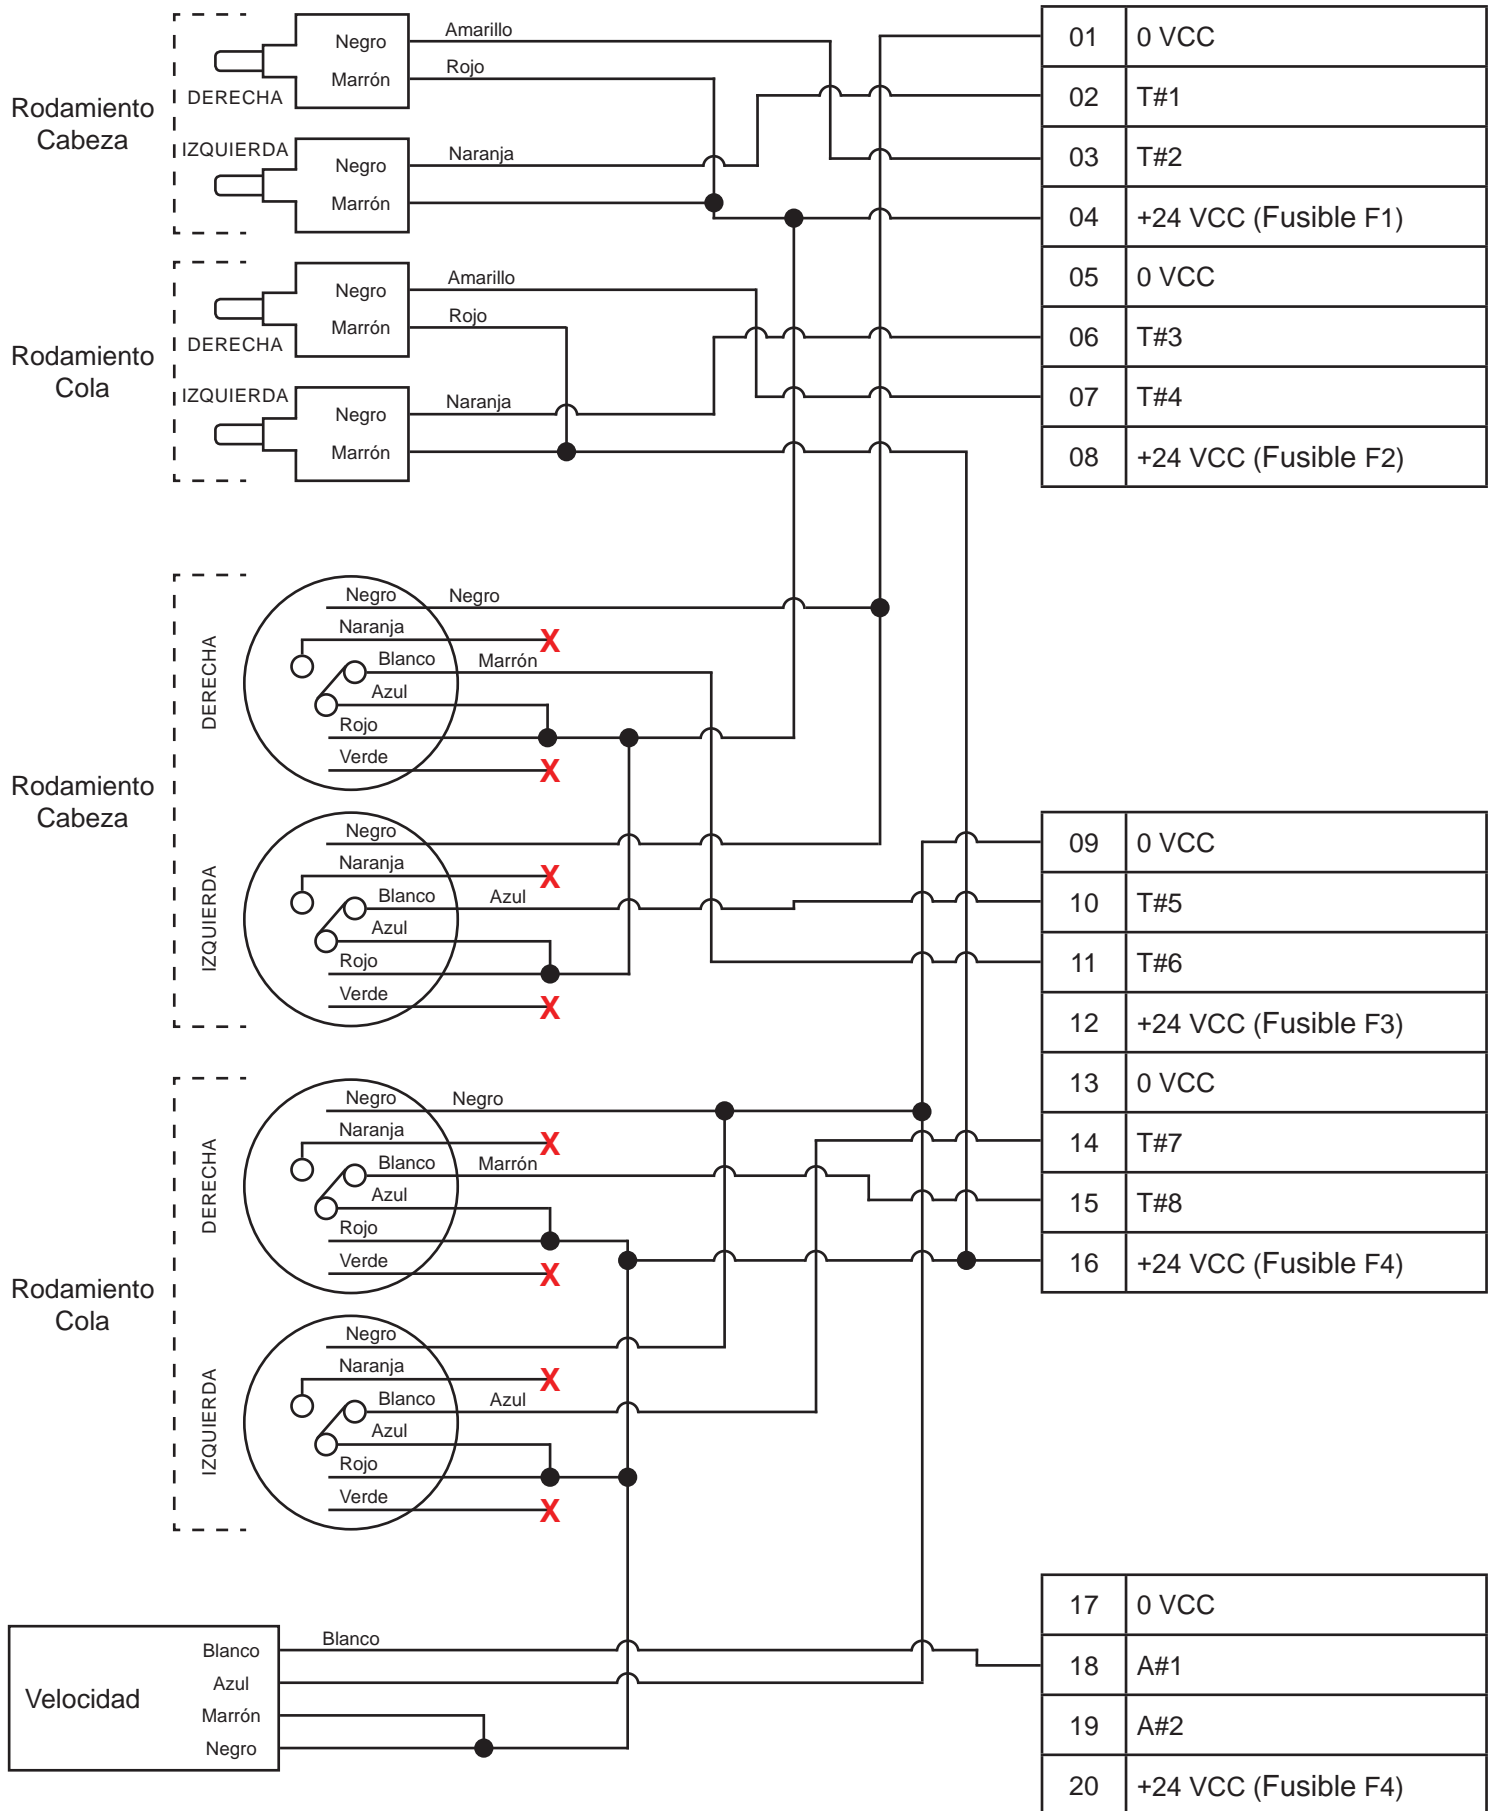 Rodamiento
Cabeza
DERECHA
Negro
Marrón
Amarillo
Rojo
IZQUIERDA
Negro
Marrón
Naranja
Rodamiento
Cola
DERECHA
Negro
Marrón
Amarillo
Rojo
IZQUIERDA
Negro
Marrón
Naranja
01 0 VCC
02 T#1
03 T#2
04 +24 VCC (Fusible F1)
05 0 VCC
06 T#3
07 T#4
08 +24 VCC (Fusible F2)
Rodamiento
Cabeza
DERECHA
Negro Negro
Naranja X
Blanco Marrón
Azul
Rojo
Verde X
IZQUIERDA
Negro
Naranja X
Blanco Azul
Azul
Rojo
Verde X
09 0 VCC
10 T#5
11 T#6
12 +24 VCC (Fusible F3)
13 0 VCC
14 T#7
15 T#8
16 +24 VCC (Fusible F4)
Rodamiento
Cola
DERECHA
Negro Negro
Naranja X
Blanco Marrón
Azul
Rojo
Verde X
IZQUIERDA
Negro
Naranja X
Blanco Azul
Azul
Rojo
Verde X
Velocidad
Blanco Blanco
Azul
Marrón
Negro
17 0 VCC
18 A#1
19 A#2
20 +24 VCC (Fusible F4)